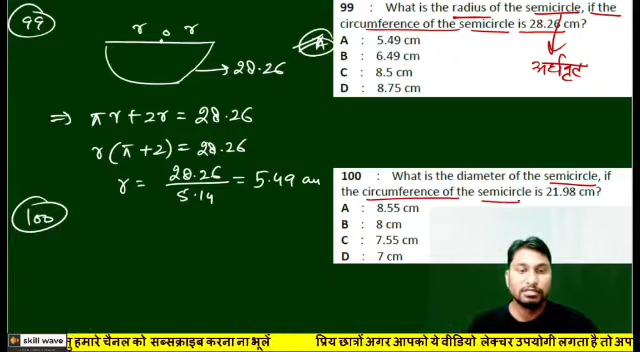 99
r r
28.26
⇒ πr + 2r = 28.26
r (π + 2) = 28.26
r = 28.26 / 5.14 = 5.49 cm
100
A
99 : What is the radius of the semicircle, if the
circumference of the semicircle is 28.26 cm?
A : 5.49 cm
B : 6.49 cm
C : 8.5 cm
D : 8.75 cm
अर्धवृत्त
100 : What is the diameter of the semicircle, if
the circumference of the semicircle is 21.98 cm?
A : 8.55 cm
B : 8 cm
C : 7.55 cm
D : 7 cm
skill wave
तु हमारे चैनल को सबस्क्राइब करना ना भूलें प्रिय छात्रों अगर आपको ये वीडियो लेक्चर उपयोगी लगता है तो अप